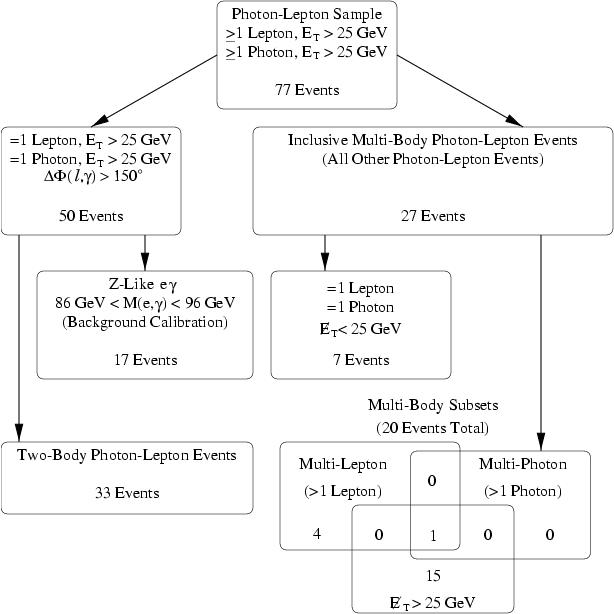 Photon-Lepton Sample
≥1 Lepton, E_T > 25 GeV
≥1 Photon, E_T > 25 GeV
77 Events
=1 Lepton, E_T > 25 GeV
=1 Photon, E_T > 25 GeV
ΔΦ(l,γ) > 150°
50 Events
Inclusive Multi-Body Photon-Lepton Events
(All Other Photon-Lepton Events)
27 Events
Z-Like eγ
86 GeV < M(e,γ) < 96 GeV
(Background Calibration)
17 Events
=1 Lepton
=1 Photon
E̸_T < 25 GeV
7 Events
Two-Body Photon-Lepton Events
33 Events
Multi-Body Subsets
(20 Events Total)
Multi-Lepton
(>1 Lepton)
0
Multi-Photon
(>1 Photon)
4 0 1 0 0
15
E̸_T > 25 GeV